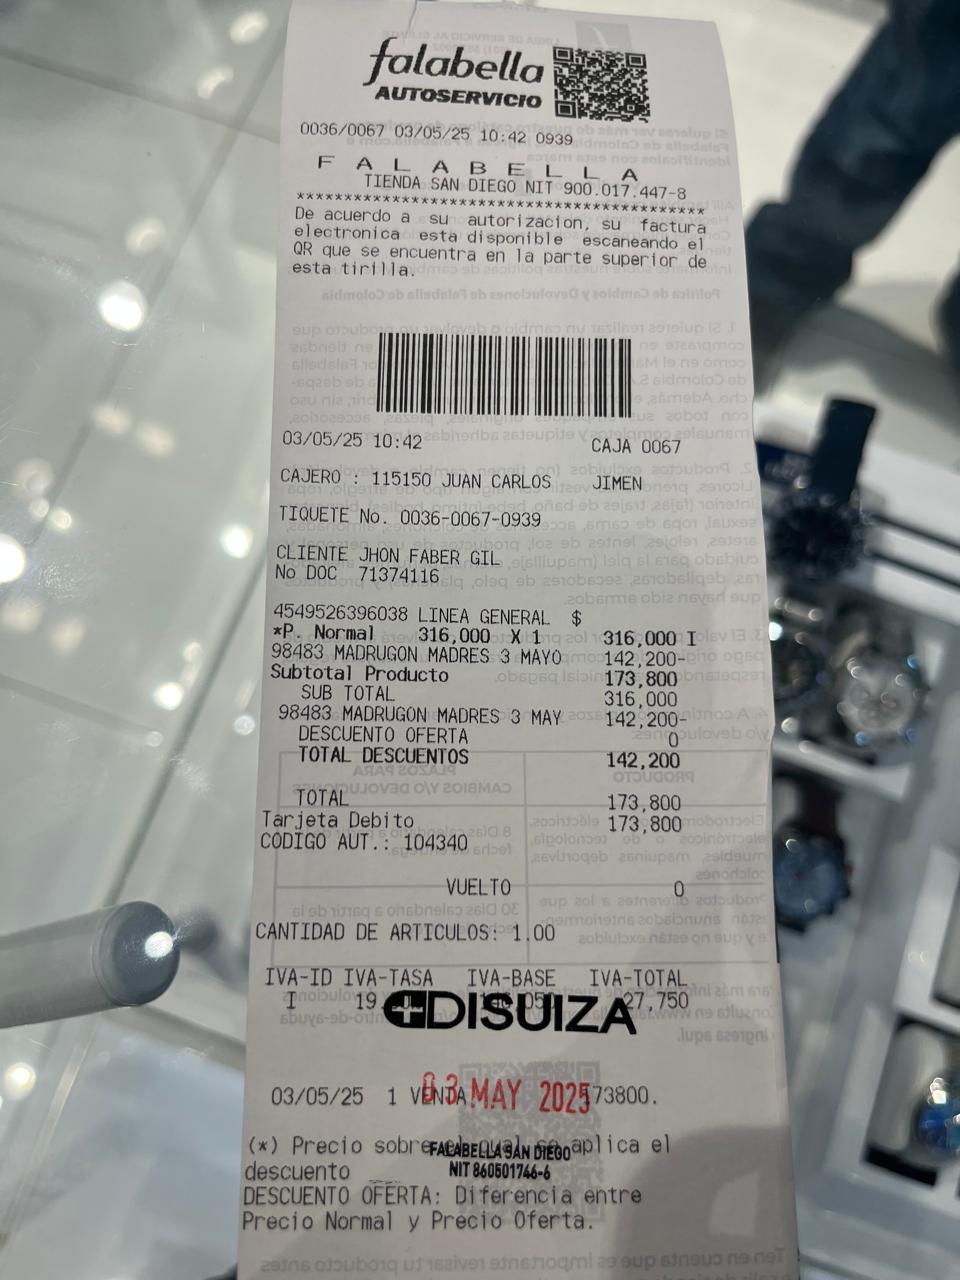 falabella
AUTOSERVICIO
0036/0067 03/05/25 10:42 0939
F A L A B E L L A
TIENDA SAN DIEGO NIT 900.017.447-8
******************************************
De acuerdo a su autorizacion, su factura
electronica esta disponible escaneando el
QR que se encuentra en la parte superior de
esta tirilla.
03/05/25 10:42 CAJA 0067
CAJERO : 115150 JUAN CARLOS JIMEN
TIQUETE No. 0036-0067-0939
CLIENTE JHON FABER GIL
No DOC 71374116
4549526396038 LINEA GENERAL $
*P. Normal 316,000 X 1 316,000 I
98483 MADRUGON MADRES 3 MAYO 142,200-
Subtotal Producto 173,800
SUB TOTAL 316,000
98483 MADRUGON MADRES 3 MAY 142,200-
DESCUENTO OFERTA 0
TOTAL DESCUENTOS 142,200
TOTAL 173,800
Tarjeta Debito 173,800
CODIGO AUT.: 104340
VUELTO 0
CANTIDAD DE ARTICULOS: 1.00
IVA-ID IVA-TASA IVA-BASE IVA-TOTAL
I 19 27,750
DISUIZA
03/05/25 1 VENTA 173800.
03 MAY 2025
(*) Precio sobre el cual se aplica el
FALABELLA SAN DIEGO
descuento
NIT 860501746-6
DESCUENTO OFERTA: Diferencia entre
Precio Normal y Precio Oferta.